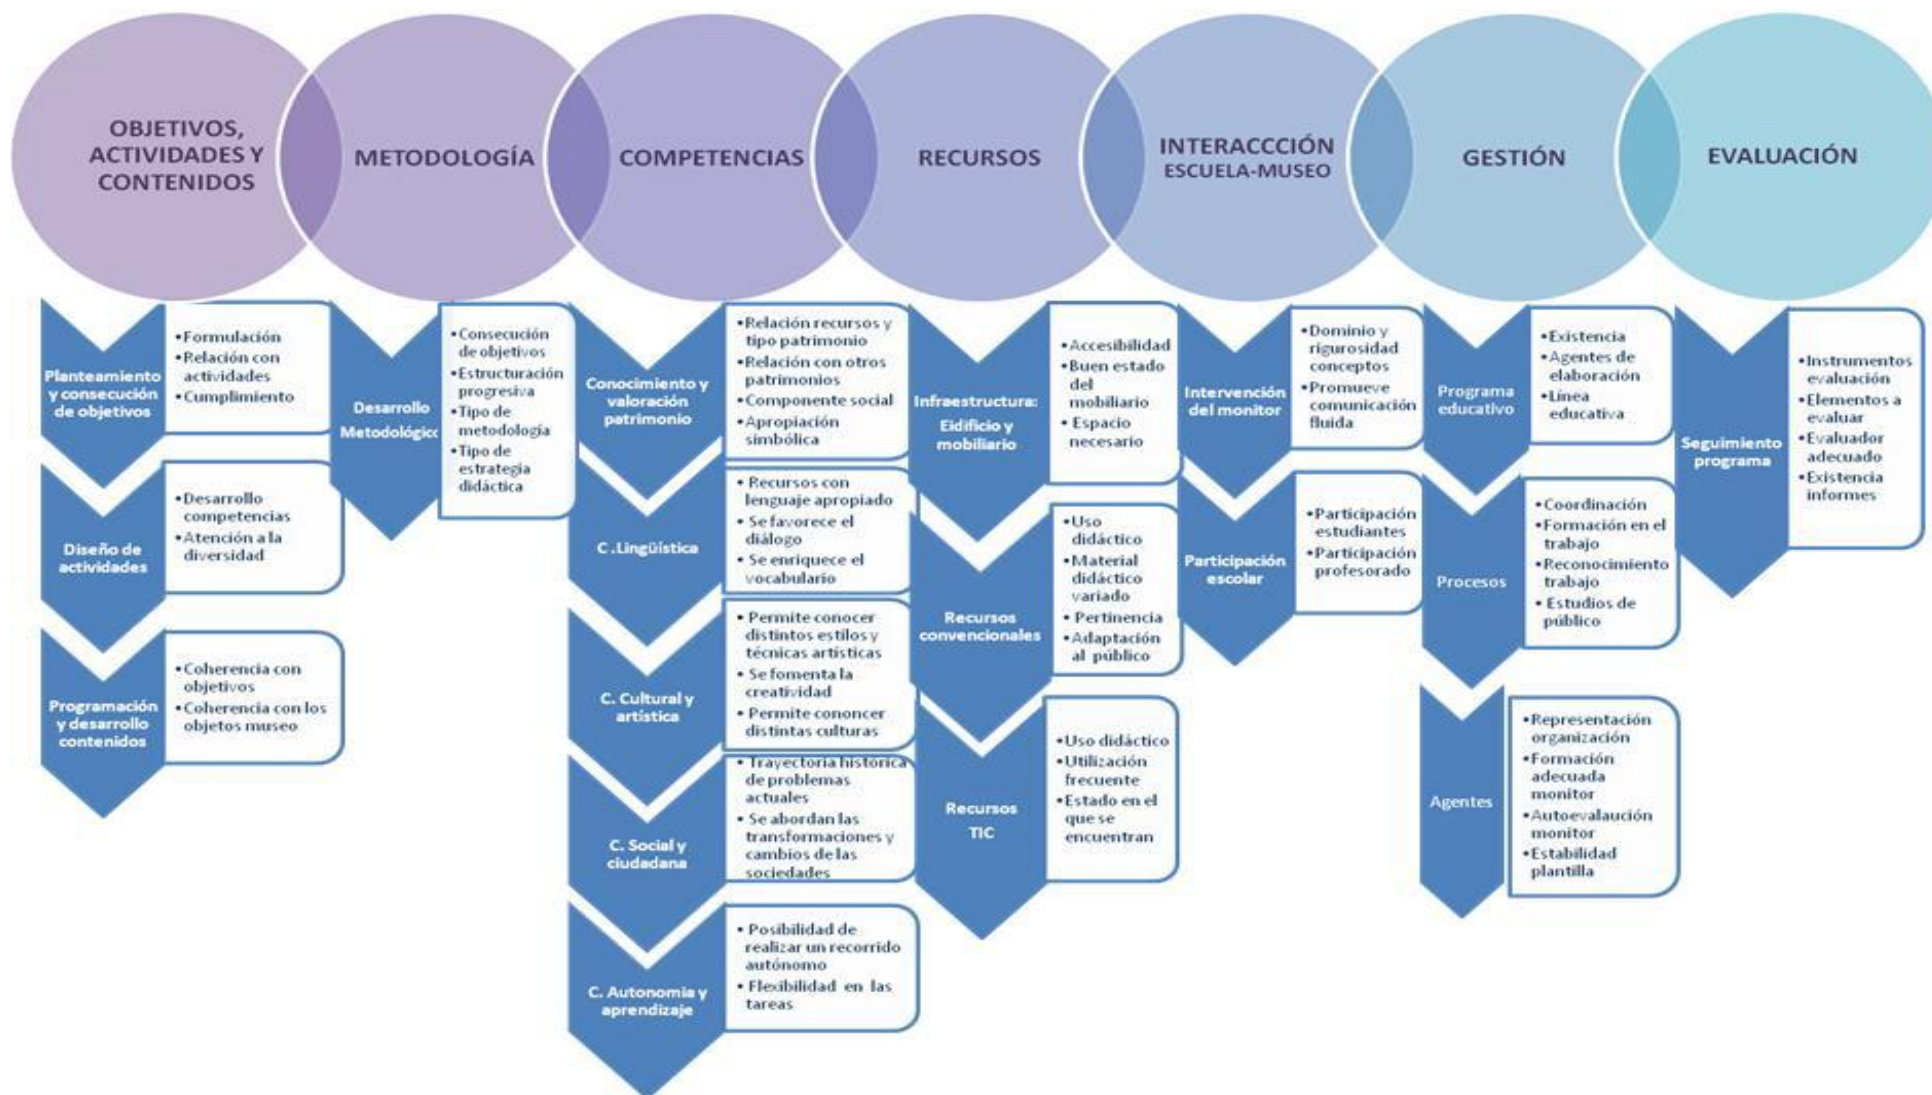 OBJETIVOS,
ACTIVIDADES Y
CONTENIDOS
METODOLOGÍA
COMPETENCIAS
RECURSOS
INTERACCCIÓN
ESCUELA-MUSEO
GESTIÓN
EVALUACIÓN
Planteamiento
y consecución
de objetivos
•Formulación
•Relación con
actividades
•Cumplimiento
Diseño de
actividades
•Desarrollo
competencias
•Atención a la
diversidad
Programación
y desarrollo
contenidos
•Coherencia con
objetivos
•Coherencia con los
objetos museo
Desarrollo
Metodológico
•Consecución
de objetivos
•Estructuración
progresiva
•Tipo de
metodología
•Tipo de
estrategia
didáctica
Conocimiento y
valoración
patrimonio
•Relación recursos y
tipo patrimonio
•Relación con otros
patrimonios
•Componente social
•Apropiación
simbólica
C .Lingüística
• Recursos con
lenguaje apropiado
• Se favorece el
diálogo
• Se enriquece el
vocabulario
C. Cultural y
artística
• Permite conocer
distintos estilos y
técnicas artísticas
• Se fomenta la
creatividad
• Permite cononcer
distintas culturas
C. Social y
ciudadana
• Trayectoria histórica
de problemas
actuales
• Se abordan las
transformaciones y
cambios de las
sociedades
C. Autonomia y
aprendizaje
• Posibilidad de
realizar un recorrido
autónomo
• Flexibilidad en las
tareas
Infraestructura:
Eidificio y
mobiliario
•Accesibilidad
•Buen estado
del
mobiliario
• Espacio
necesario
Recursos
convencionales
• Uso
didáctico
• Material
didáctico
variado
• Pertinencia
•Adaptación
al público
Recursos
TIC
•Uso didáctico
•Utilización
frecuente
•Estado en el
que se
encuentran
Intervención
del monitor
•Dominio y
rigurosidad
conceptos
•Promueve
comunicación
fluida
Participación
escolar
•Participación
estudiantes
•Participación
profesorado
Programa
educativo
•Existencia
•Agentes de
elaboración
•Línea
educativa
Procesos
•Coordinación
•Formación en el
trabajo
•Reconocimiento
trabajo
•Estudios de
público
Agentes
•Representación
organización
•Formación
adecuada
monitor
•Autoevalaución
monitor
•Estabilidad
plantilla
Seguimiento
programa
•Instrumentos
evaluación
•Elementos a
evaluar
•Evaluador
adecuado
•Existencia
informes